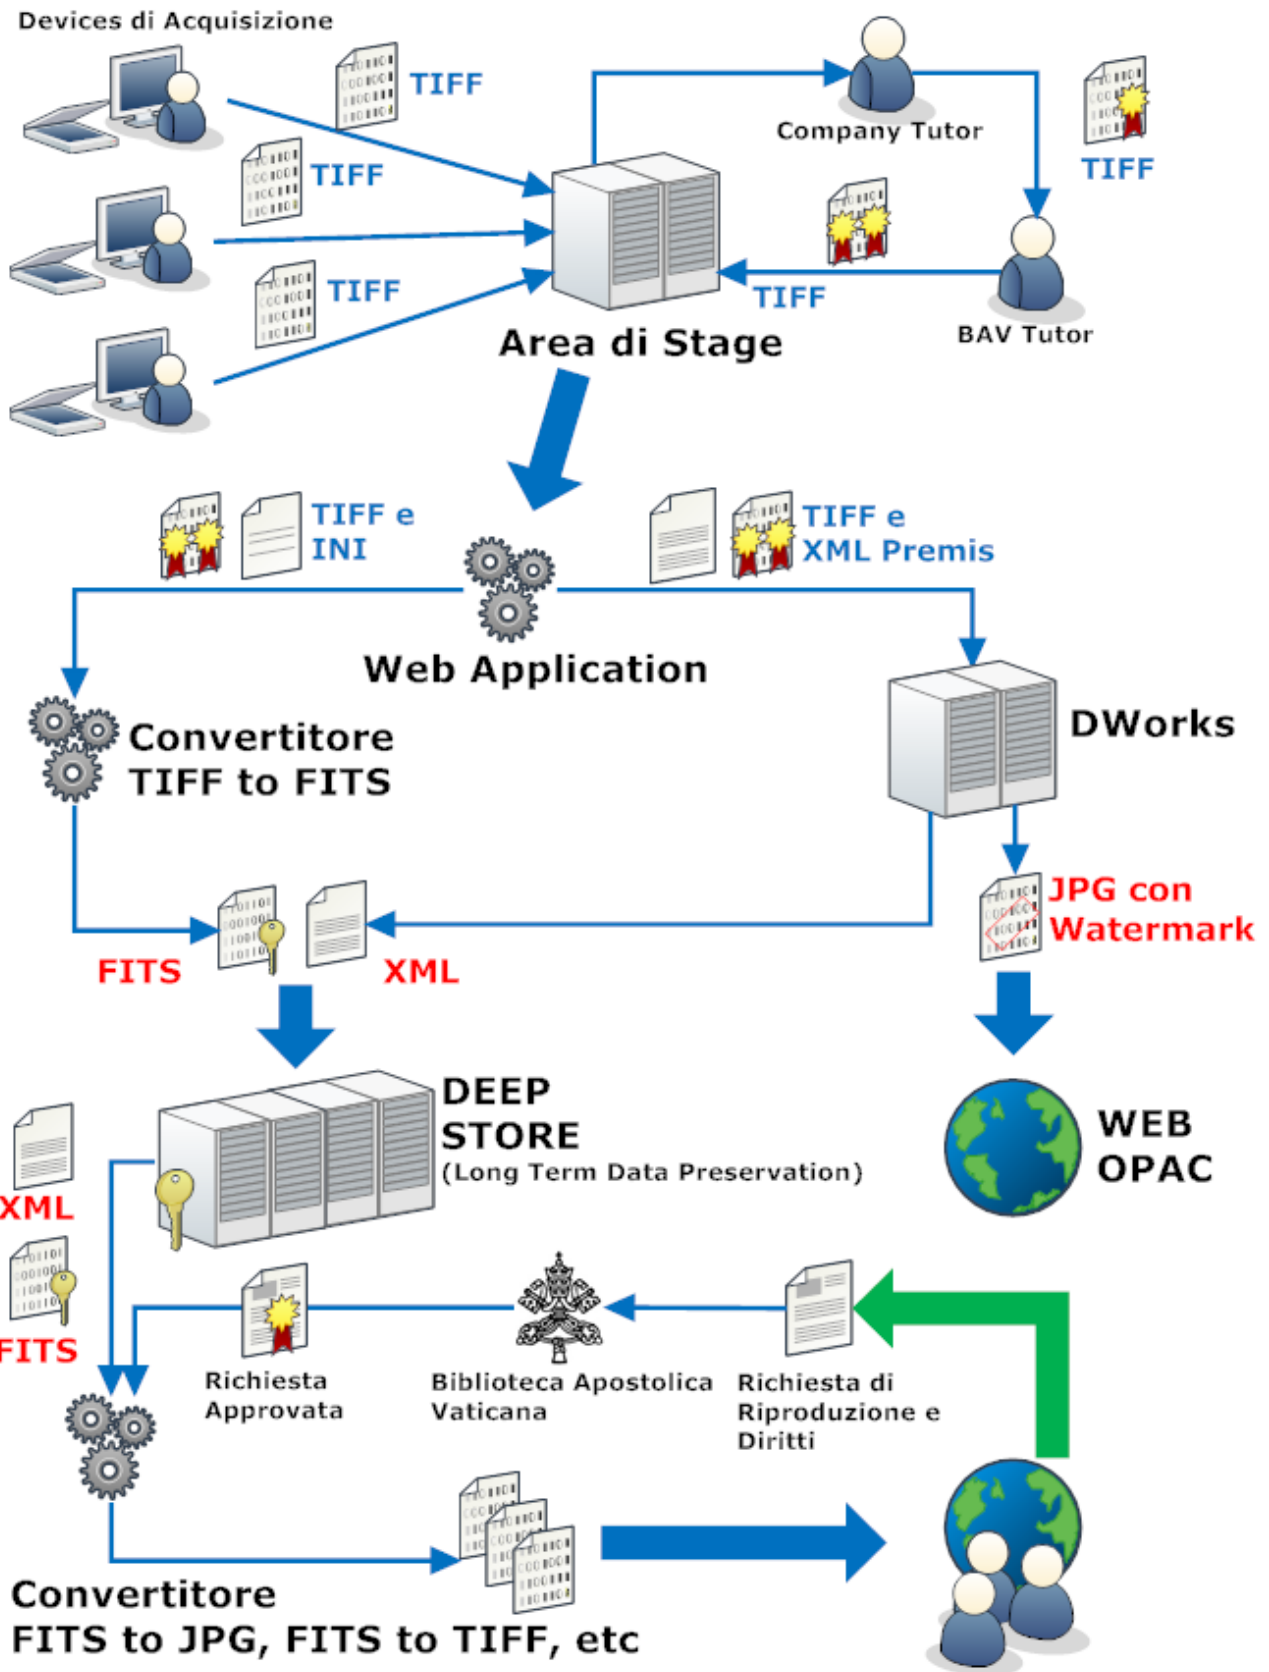 Devices di Acquisizione
TIFF
TIFF
TIFF
Company Tutor
TIFF
TIFF
BAV Tutor
Area di Stage
TIFF e
INI
TIFF e
XML Premis
Web Application
Convertitore
TIFF to FITS
DWorks
JPG con
Watermark
FITS
XML
DEEP
STORE
(Long Term Data Preservation)
WEB
OPAC
XML
FITS
Richiesta
Approvata
Biblioteca Apostolica
Vaticana
Richiesta di
Riproduzione e
Diritti
Convertitore
FITS to JPG, FITS to TIFF, etc